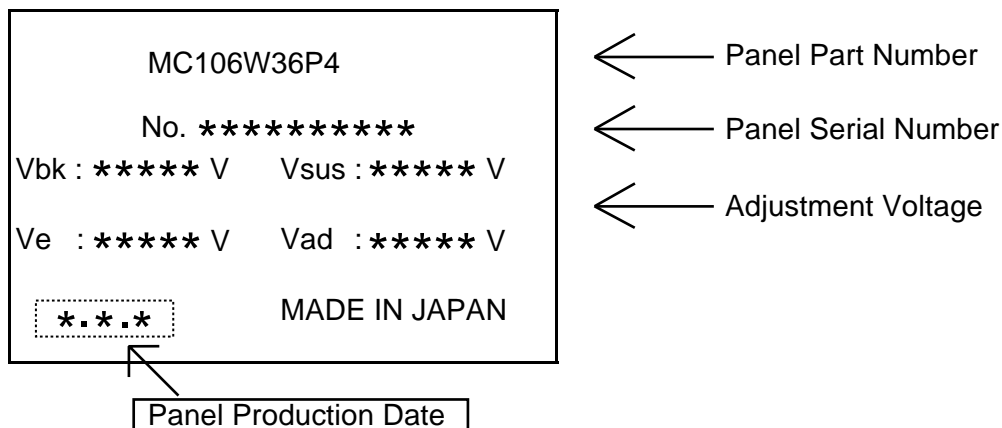 MC106W36P4
Panel Part Number
No. **********
Panel Serial Number
Vbk : ***** V Vsus : ***** V
Adjustment Voltage
Ve : ***** V Vad : ***** V
*.*.* MADE IN JAPAN
Panel Production Date